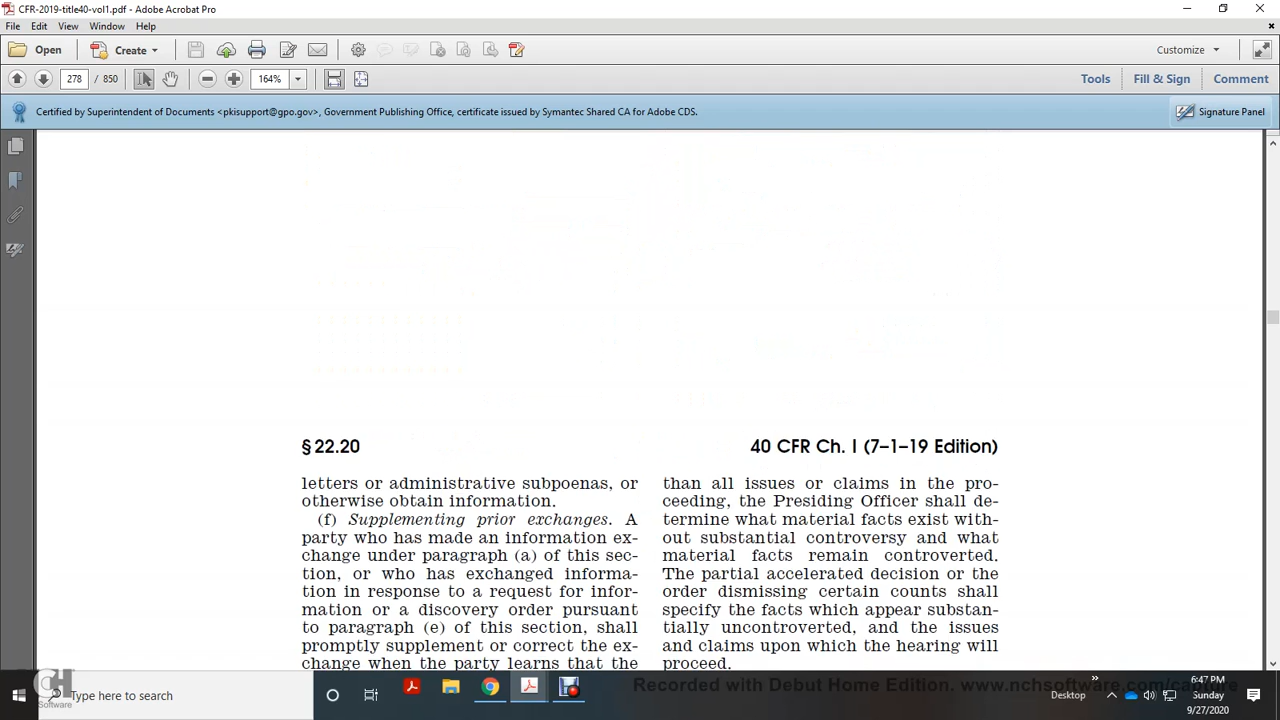 CFR-2019-title40-vol1.pdf - Adobe Acrobat Pro
File Edit View Window Help
Open Create Customize
278 / 850 164% Tools Fill & Sign Comment
Certified by Superintendent of Documents <pkisupport@gpo.gov>, Government Publishing Office, certificate issued by Symantec Shared CA for Adobe CDS.
Signature Panel
§ 22.20
40 CFR Ch. I (7–1–19 Edition)
letters or administrative subpoenas, or
otherwise obtain information.
(f) Supplementing prior exchanges. A
party who has made an information ex-
change under paragraph (a) of this sec-
tion, or who has exchanged informa-
tion in response to a request for infor-
mation or a discovery order pursuant
to paragraph (e) of this section, shall
promptly supplement or correct the ex-
change when the party learns that the
than all issues or claims in the pro-
ceeding, the Presiding Officer shall de-
termine what material facts exist with-
out substantial controversy and what
material facts remain controverted.
The partial accelerated decision or the
order dismissing certain counts shall
specify the facts which appear substan-
tially uncontroverted, and the issues
and claims upon which the hearing will
proceed.
Recorded with Debut Home Edition. www.nchsoftware.com/capture
NCH
Software
Type here to search
Desktop
6:47 PM
Sunday
9/27/2020